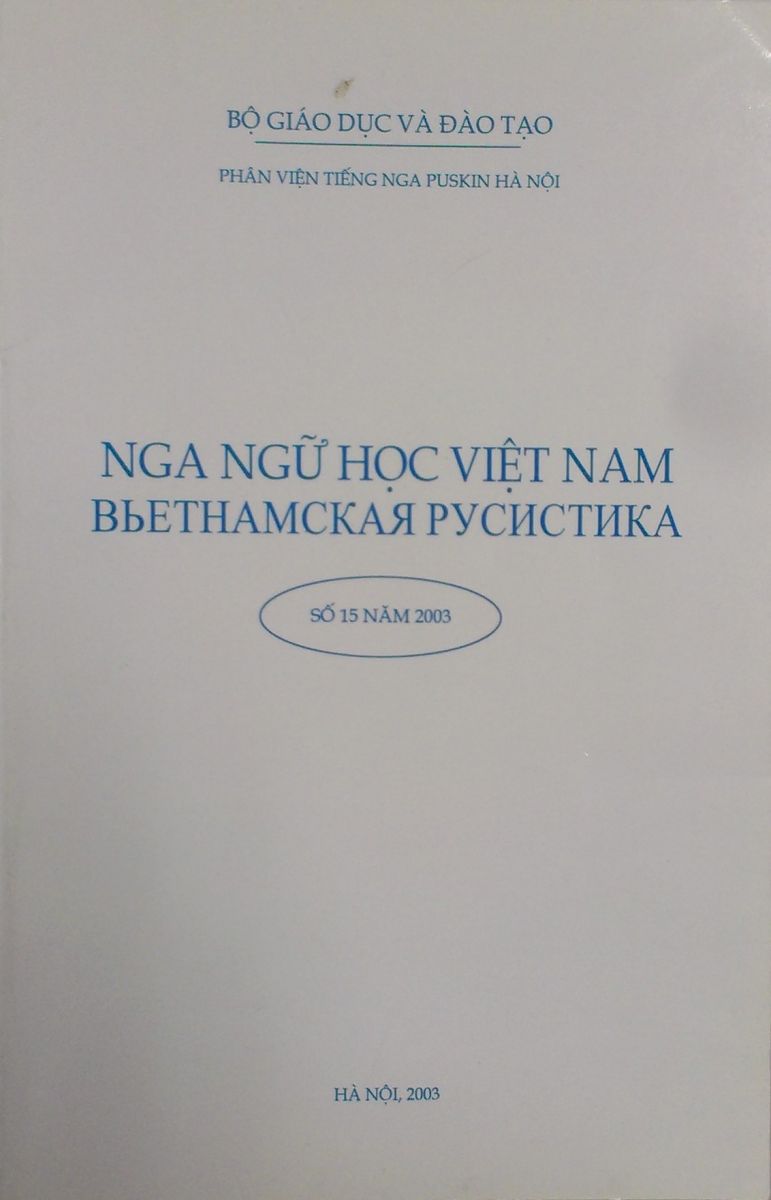 BỘ GIÁO DỤC VÀ ĐÀO TẠO
PHÂN VIỆN TIẾNG NGA PUSKIN HÀ NỘI
NGA NGỮ HỌC VIỆT NAM
ВЬЕТНАМСКАЯ РУСИСТИКА
SỐ 15 NĂM 2003
HÀ NỘI, 2003